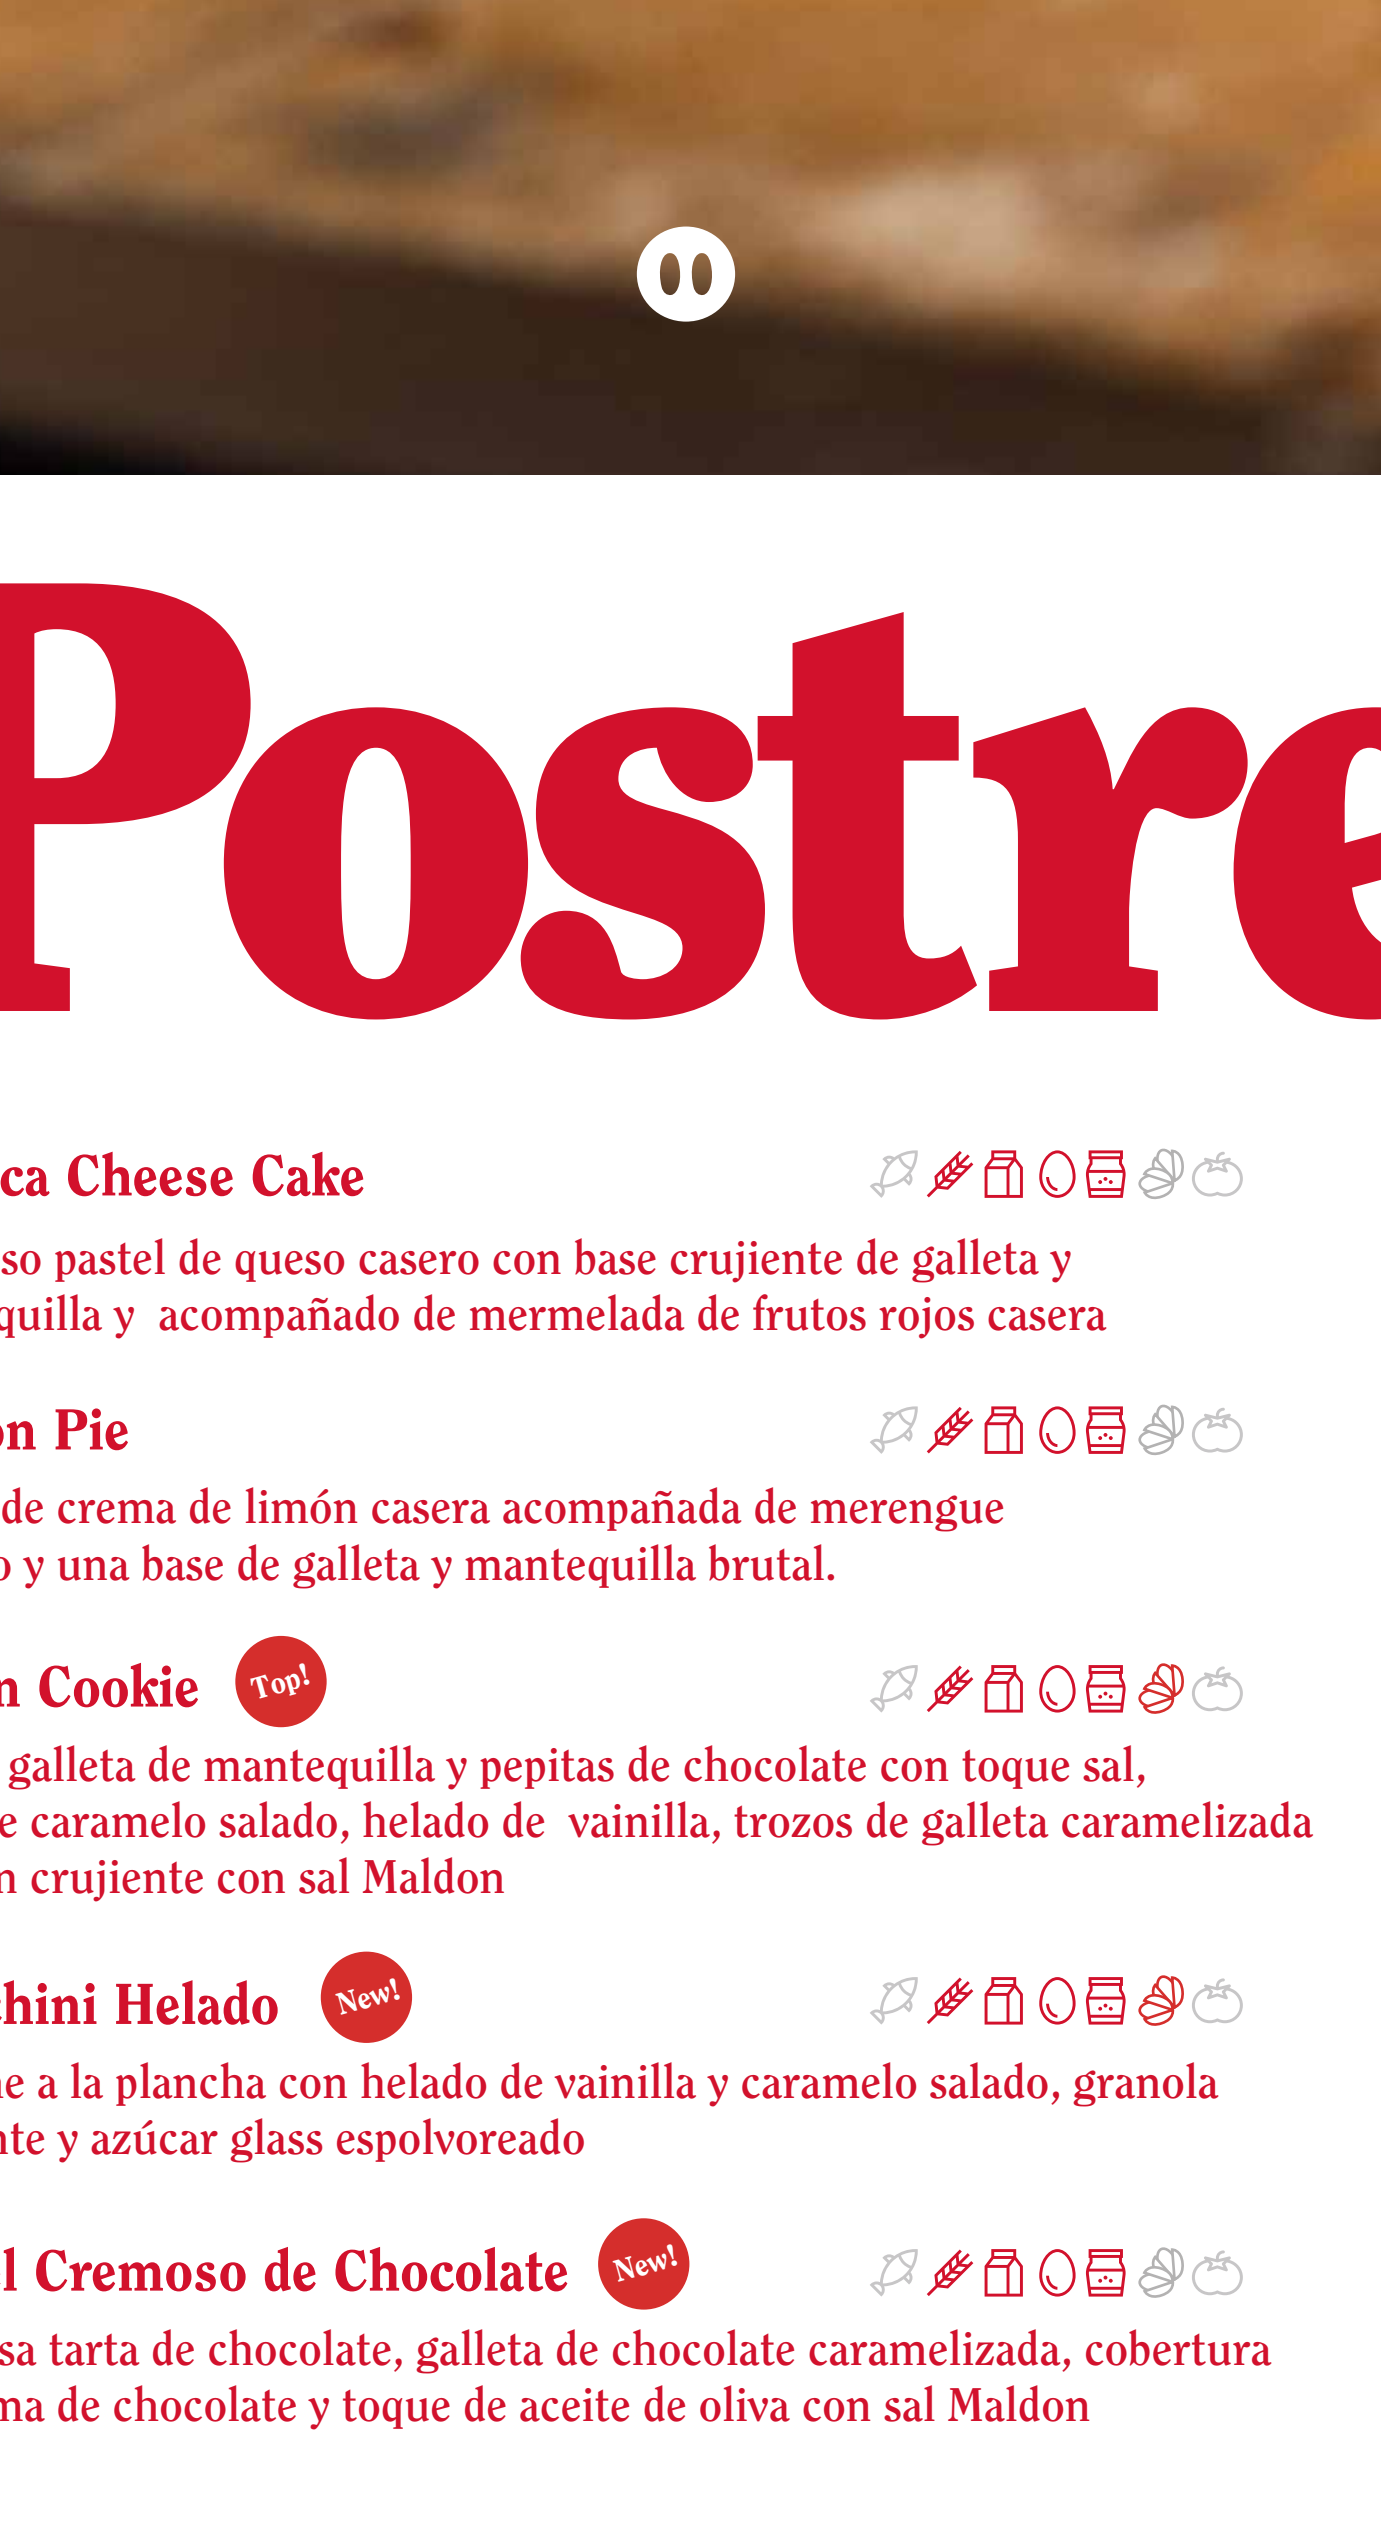 Postre
ca Cheese Cake
so pastel de queso casero con base crujiente de galleta y
quilla y acompañado de mermelada de frutos rojos casera
on Pie
de crema de limón casera acompañada de merengue
o y una base de galleta y mantequilla brutal.
n Cookie Top!
galleta de mantequilla y pepitas de chocolate con toque sal,
e caramelo salado, helado de vainilla, trozos de galleta caramelizada
n crujiente con sal Maldon
chini Helado New!
ne a la plancha con helado de vainilla y caramelo salado, granola
nte y azúcar glass espolvoreado
l Cremoso de Chocolate New!
sa tarta de chocolate, galleta de chocolate caramelizada, cobertura
ma de chocolate y toque de aceite de oliva con sal Maldon